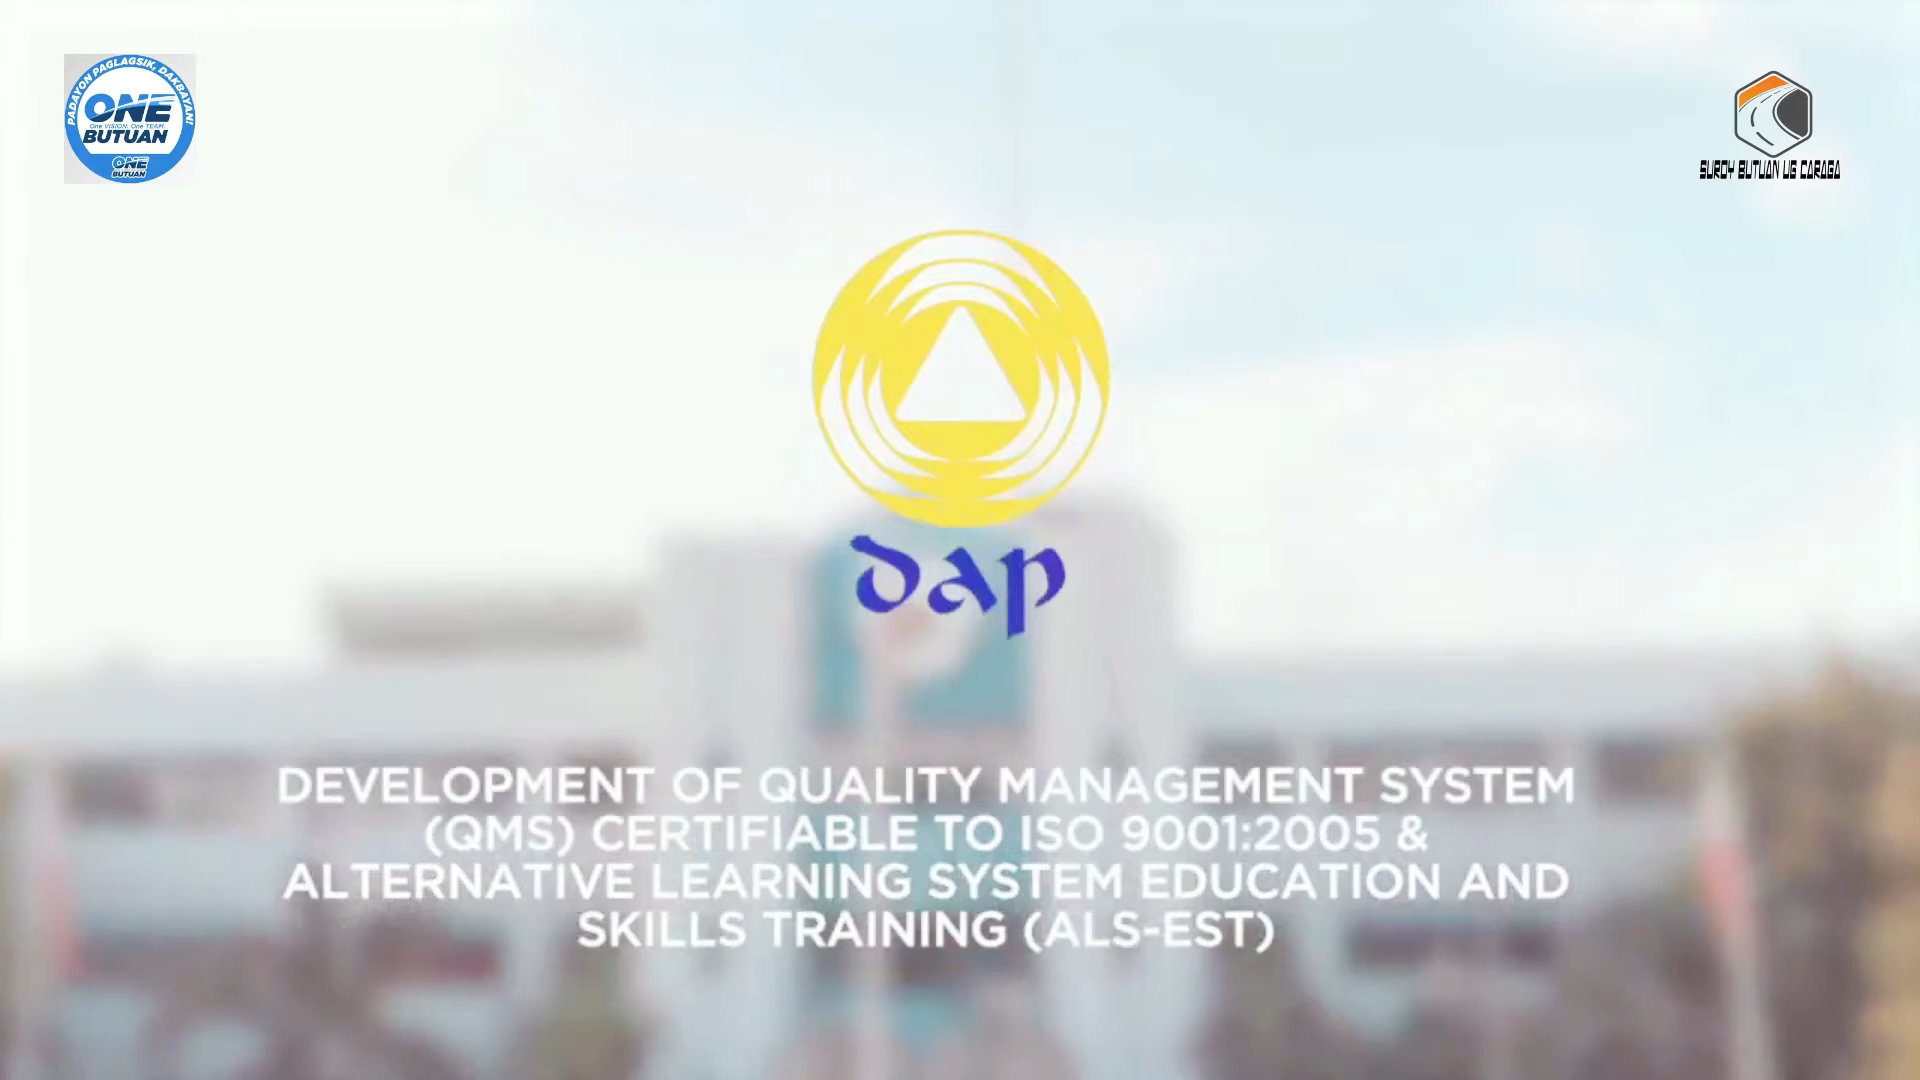 PADAYON PAGLAGSIK, DAKBAYAN!
ONE
One VISION. One TEAM.
BUTUAN
ONE
BUTUAN
SUROY BUTUAN UG CARAGA
dap
DEVELOPMENT OF QUALITY MANAGEMENT SYSTEM
(QMS) CERTIFIABLE TO ISO 9001:2005 &
ALTERNATIVE LEARNING SYSTEM EDUCATION AND
SKILLS TRAINING (ALS-EST)